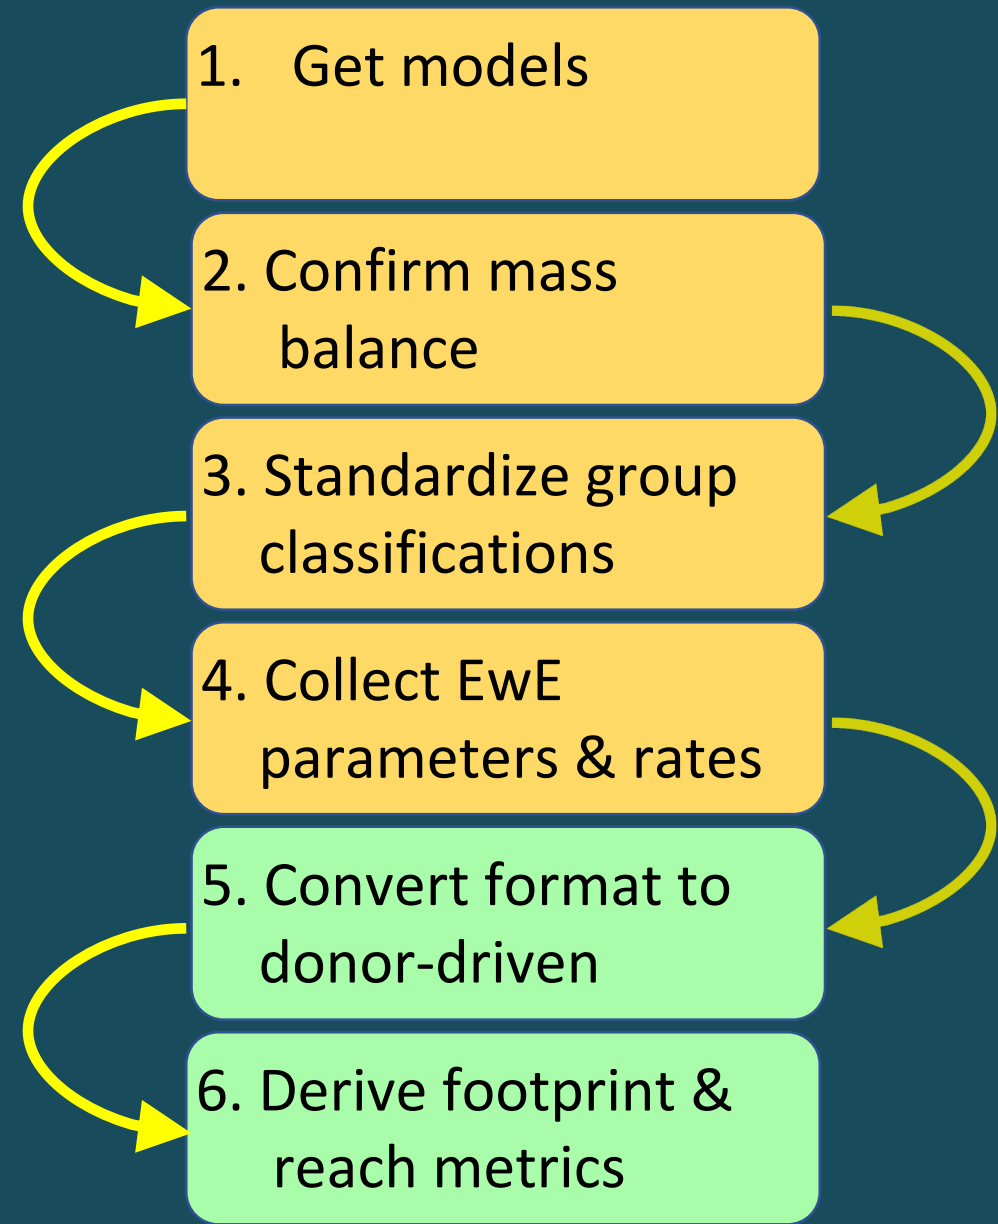 1. Get models
2. Confirm mass
balance
3. Standardize group
classifications
4. Collect EwE
parameters & rates
5. Convert format to
donor-driven
6. Derive footprint &
reach metrics